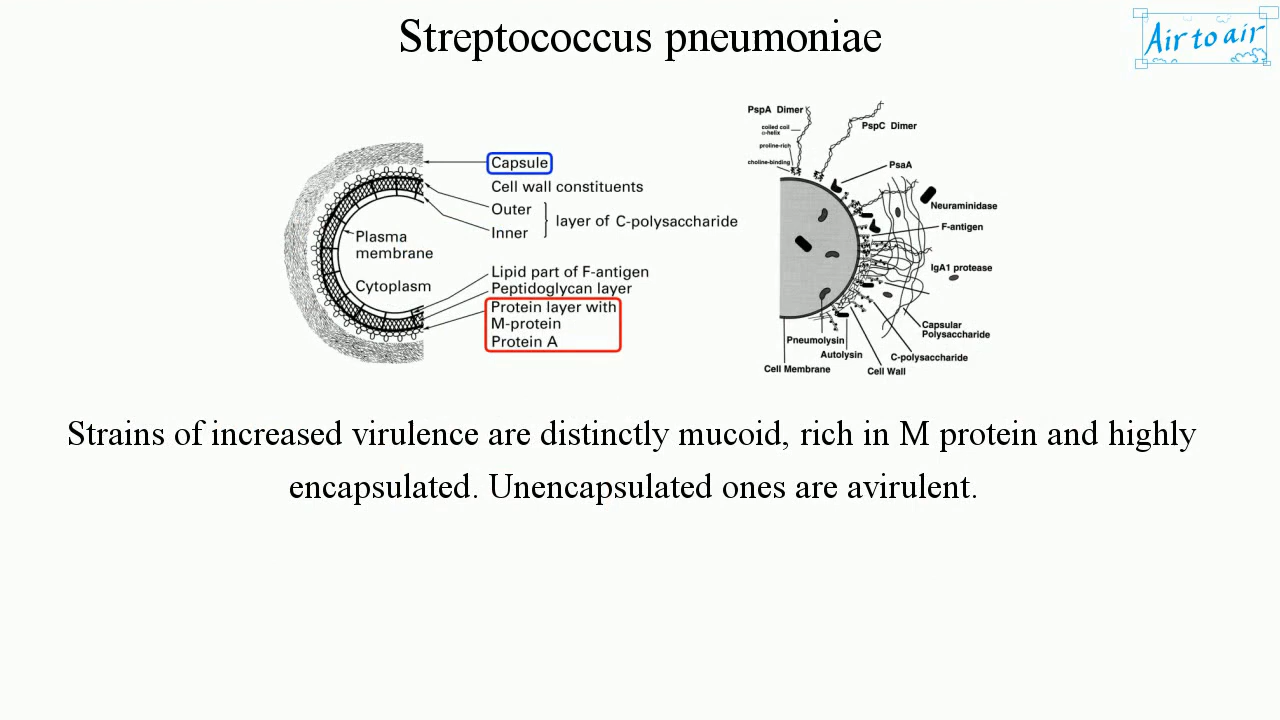 Streptococcus pneumoniae
Air to air
Capsule
Cell wall constituents
Outer
Inner
layer of C-polysaccharide
Plasma
membrane
Cytoplasm
Lipid part of F-antigen
Peptidoglycan layer
Protein layer with
M-protein
Protein A
PspA Dimer
coiled coil
α-helix
proline-rich
choline-binding
PspC Dimer
PsaA
Neuraminidase
F-antigen
IgA1 protease
Capsular
Polysaccharide
C-polysaccharide
Pneumolysin
Autolysin
Cell Membrane
Cell Wall
Strains of increased virulence are distinctly mucoid, rich in M protein and highly
encapsulated. Unencapsulated ones are avirulent.